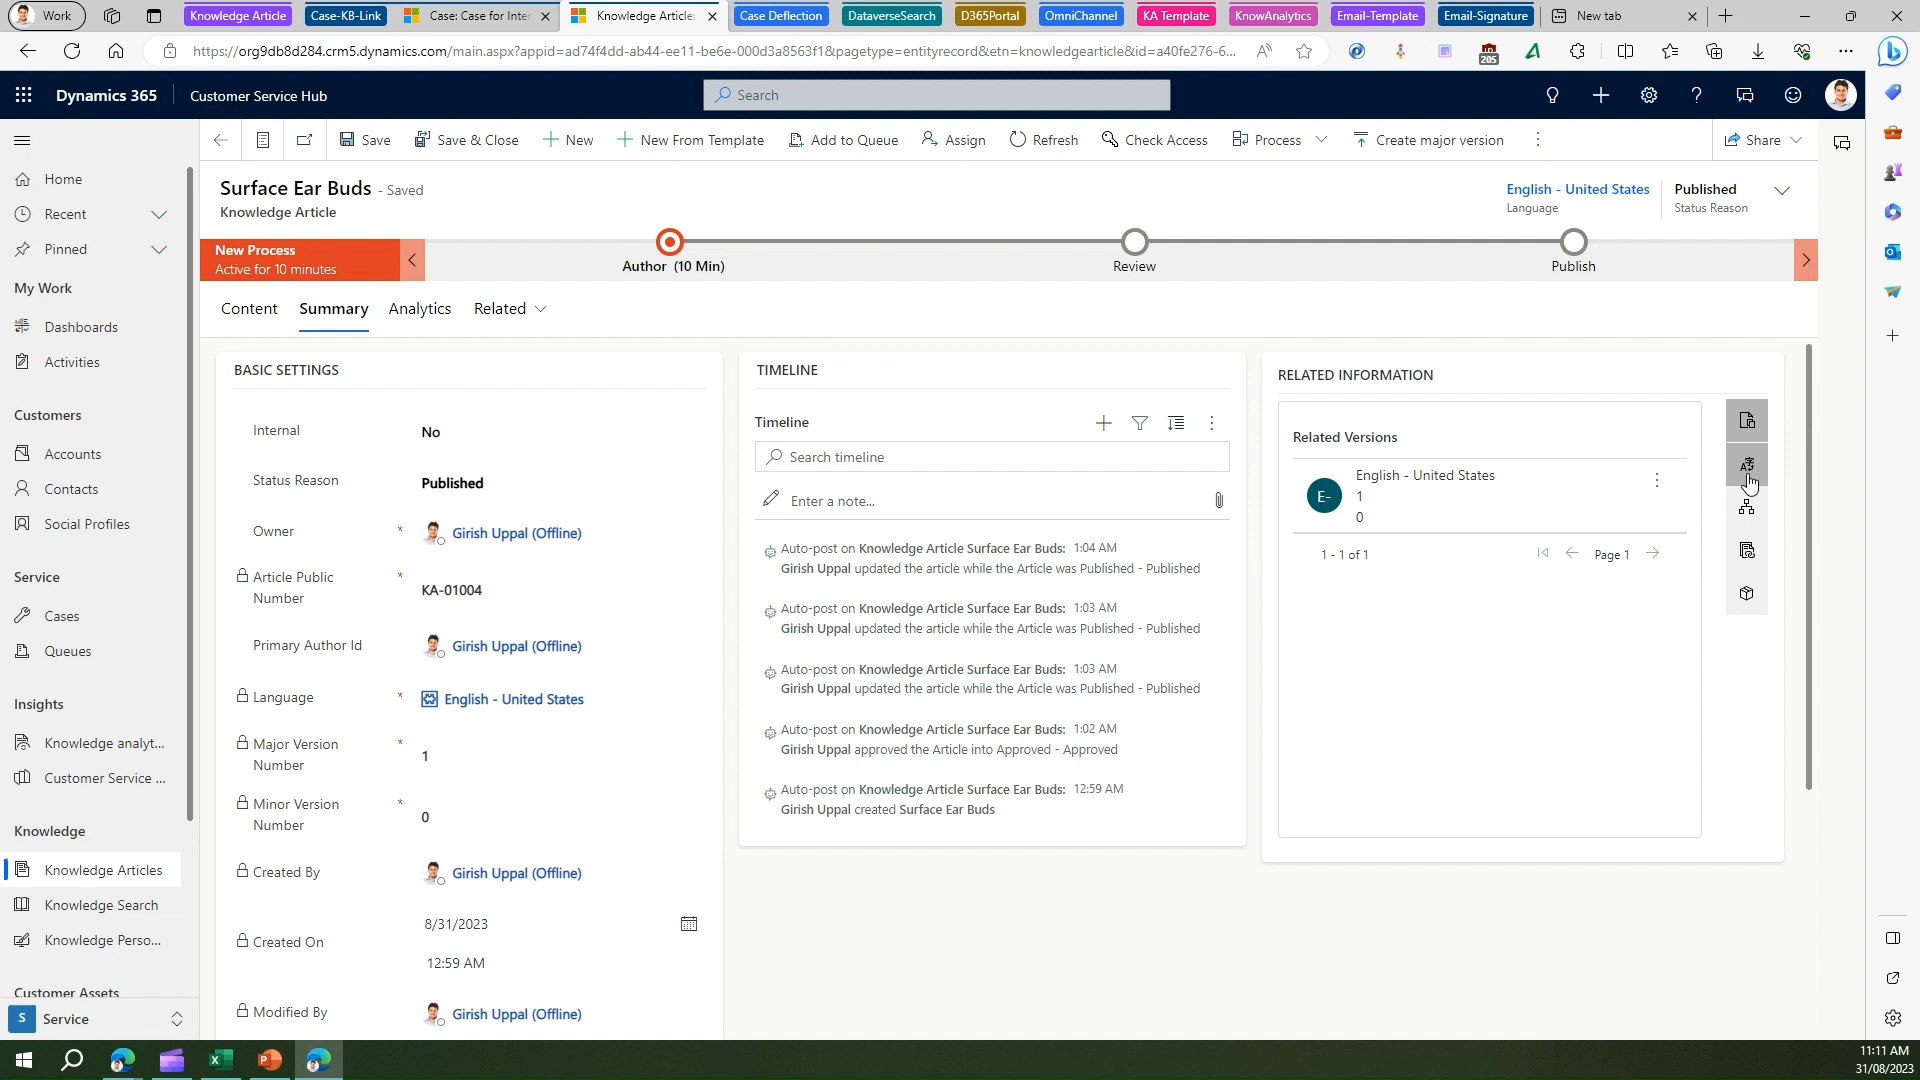 Work
Knowledge Article
Case-KB-Link
Case: Case for Inter
Knowledge Article:
Case Deflection
DataverseSearch
D365Portal
OmniChannel
KA Template
KnowAnalytics
Email-Template
Email-Signature
New tab
https://org9db8d284.crm5.dynamics.com/main.aspx?appid=ad74f4dd-ab44-ee11-be6e-000d3a8563f1&pagetype=entityrecord&etn=knowledgearticle&id=a40fe276-6...
205
Dynamics 365
Customer Service Hub
Search
Save
Save & Close
New
New From Template
Add to Queue
Assign
Refresh
Check Access
Process
Create major version
Share
Home
Recent
Pinned
My Work
Dashboards
Activities
Customers
Accounts
Contacts
Social Profiles
Service
Cases
Queues
Insights
Knowledge analyt...
Customer Service ...
Knowledge
Knowledge Articles
Knowledge Search
Knowledge Perso...
Customer Assets
S Service
Surface Ear Buds - Saved
Knowledge Article
English - United States
Language
Published
Status Reason
New Process
Active for 10 minutes
Author (10 Min)
Review
Publish
Content
Summary
Analytics
Related
BASIC SETTINGS
Internal
No
Status Reason
Published
Owner
*
Girish Uppal (Offline)
Article Public
Number
*
KA-01004
Primary Author Id
Girish Uppal (Offline)
Language
*
English - United States
Major Version
Number
*
1
Minor Version
Number
*
0
Created By
Girish Uppal (Offline)
Created On
8/31/2023
12:59 AM
Modified By
Girish Uppal (Offline)
TIMELINE
Timeline
Search timeline
Enter a note...
Auto-post on Knowledge Article Surface Ear Buds: 1:04 AM
Girish Uppal updated the article while the Article was Published - Published
Auto-post on Knowledge Article Surface Ear Buds: 1:03 AM
Girish Uppal updated the article while the Article was Published - Published
Auto-post on Knowledge Article Surface Ear Buds: 1:03 AM
Girish Uppal updated the article while the Article was Published - Published
Auto-post on Knowledge Article Surface Ear Buds: 1:02 AM
Girish Uppal approved the Article into Approved - Approved
Auto-post on Knowledge Article Surface Ear Buds: 12:59 AM
Girish Uppal created Surface Ear Buds
RELATED INFORMATION
Related Versions
E-
English - United States
1
0
1 - 1 of 1
Page 1
11:11 AM
31/08/2023